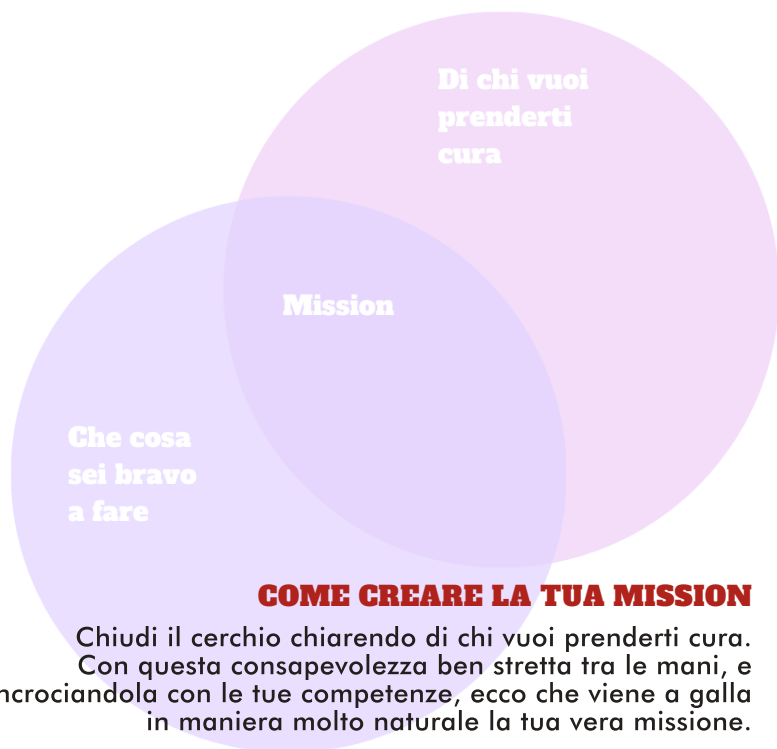 Di chi vuoi
prenderti
cura
Mission
Che cosa
sei bravo
a fare
COME CREARE LA TUA MISSION
Chiudi il cerchio chiarendo di chi vuoi prenderti cura.
Con questa consapevolezza ben stretta tra le mani, e
ncrociandola con le tue competenze, ecco che viene a galla
in maniera molto naturale la tua vera missione.